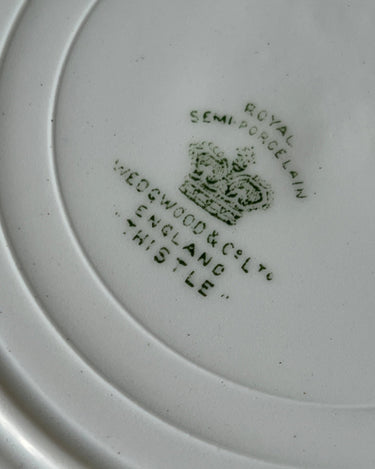 ROYAL
SEMI-PORCELAIN
WEDGWOOD & Co LTD
ENGLAND
"THISTLE"